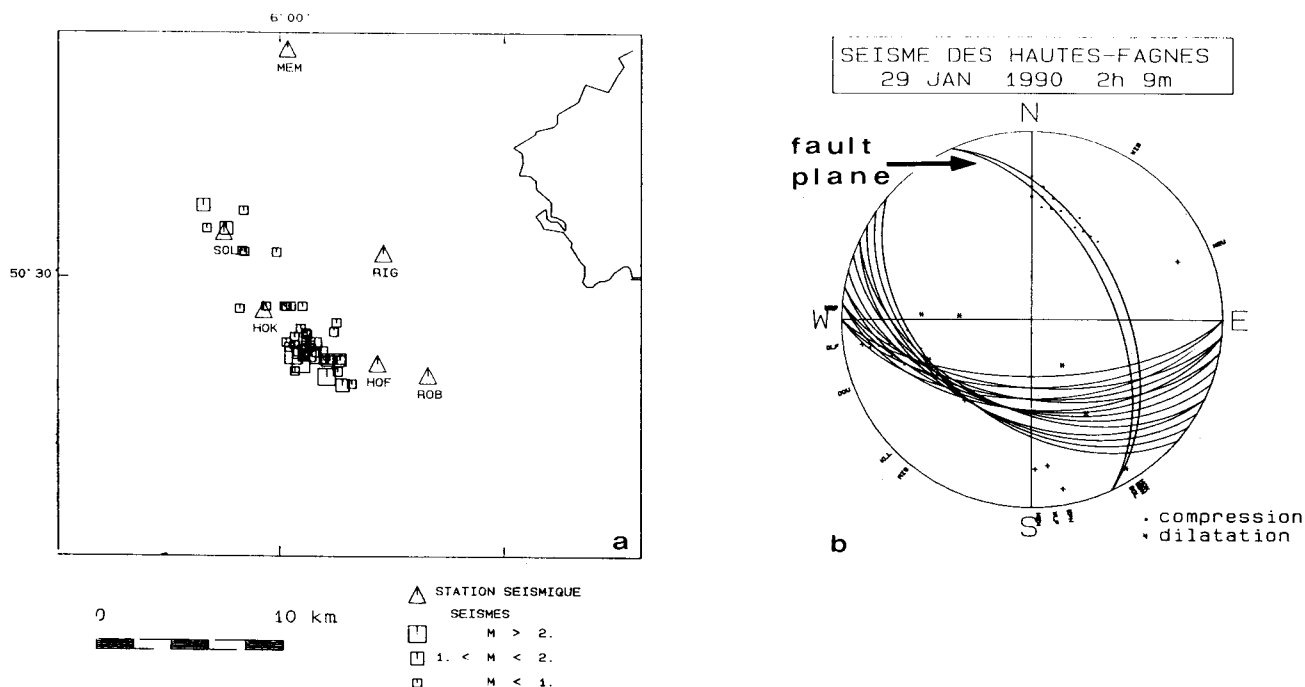 6°00'
MEM
SOL
RIG
50°30
HOK
HOF
ROB
a
0 10 km
STATION SEISMIQUE
SEISMES
M > 2.
1. < M < 2.
M < 1.
SEISME DES HAUTES-FAGNES
29 JAN 1990 2h 9m
N
fault
plane
W
E
DOU
S
b
. compression
* dilatation